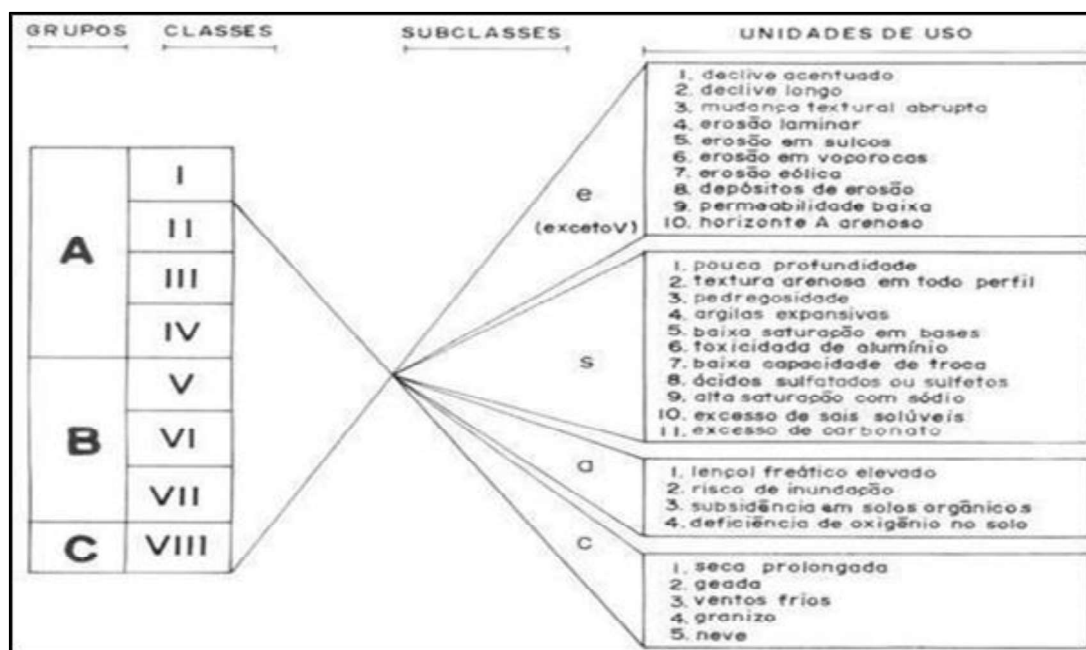 GRUPOS CLASSES SUBCLASSES UNIDADES DE USO
A
I
II
III
IV
B
V
VI
VII
C
VIII
e
(excetoV)
1. declive acentuado
2. declive longo
3. mudança textural abrupta
4. erosão laminar
5. erosão em sulcos
6. erosão em voporocas
7. erosão eólica
8. depósitos de erosão
9. permeabilidade baixa
10. horizonte A arenoso
s
1. pouca profundidade
2. textura arenosa em todo perfil
3. pedregosidade
4. argilas expansivas
5. baixa saturação em bases
6. toxicidada de alumínio
7. baixa capacidade de troca
8. ácidos sulfatados ou sulfetos
9. alta saturação com sódio
10. excesso de sais solúveis
11. excesso de carbonato
a
1. lençol freático elevado
2. risco de inundação
3. subsidência em solos orgânicos
4. deficiência de oxigênio no solo
c
1. seca prolongada
2. geada
3. ventos frios
4. granizo
5. neve